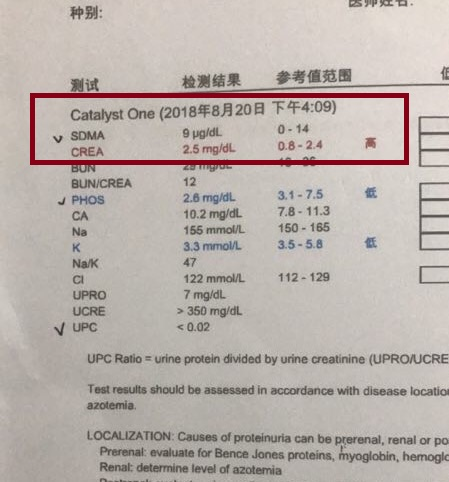 种别:
医师姓名:
测试 检测结果 参考值范围
Catalyst One (2018年8月20日 下午4:09)
SDMA 9 µg/dL 0 - 14
CREA 2.5 mg/dL 0.8 - 2.4 高
BUN 29 mg/dL 16 - 36
BUN/CREA 12
PHOS 2.6 mg/dL 3.1 - 7.5 低
CA 10.2 mg/dL 7.8 - 11.3
Na 155 mmol/L 150 - 165
K 3.3 mmol/L 3.5 - 5.8 低
Na/K 47
Cl 122 mmol/L 112 - 129
UPRO 7 mg/dL
UCRE > 350 mg/dL
UPC < 0.02
UPC Ratio = urine protein divided by urine creatinine (UPRO/UCRE
Test results should be assessed in accordance with disease location
azotemia.
LOCALIZATION: Causes of proteinuria can be prerenal, renal or po
Prerenal: evaluate for Bence Jones proteins, myoglobin, hemoglo
Renal: determine level of azotemia